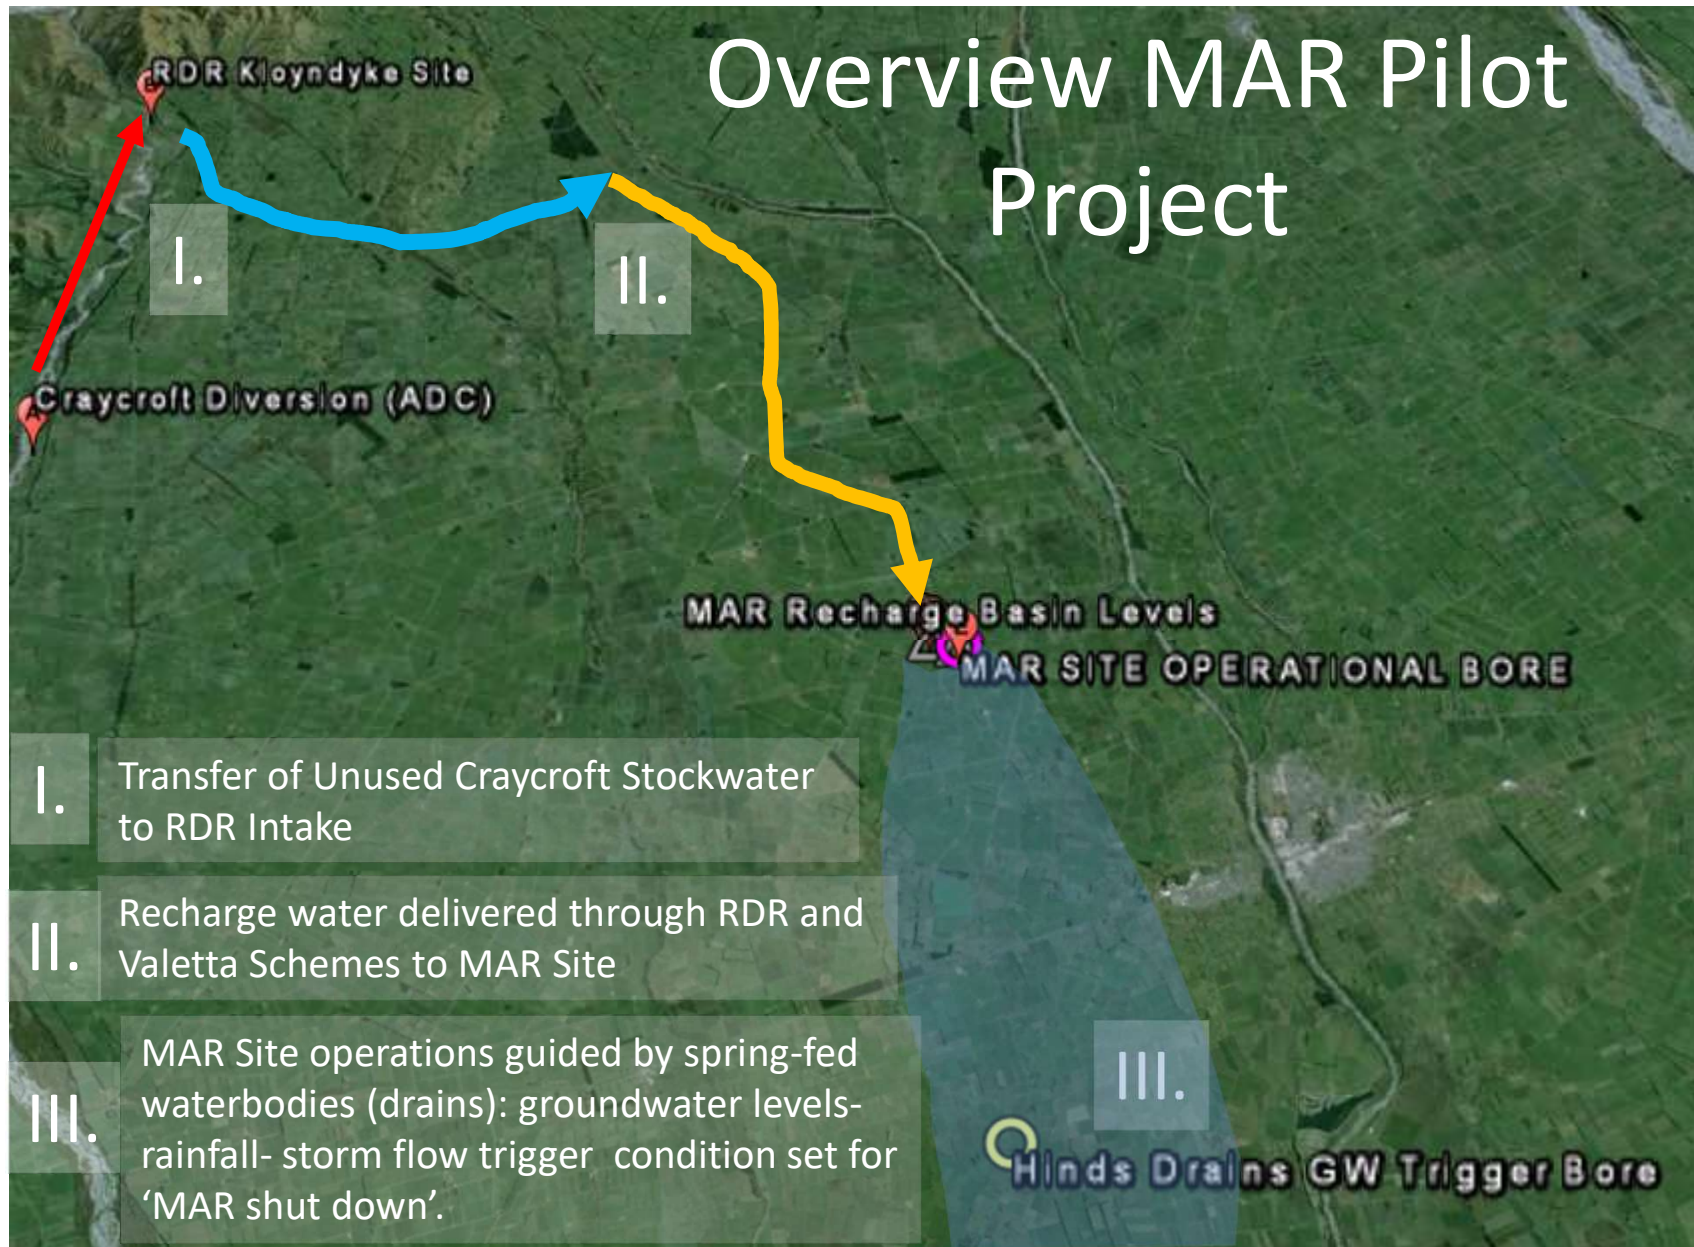 Overview MAR Pilot
Project
RDR Kloyndyke Site
I.
II.
Craycroft Diversion (ADC)
MAR Recharge Basin Levels
MAR SITE OPERATIONAL BORE
I.
Transfer of Unused Craycroft Stockwater
to RDR Intake
II.
Recharge water delivered through RDR and
Valetta Schemes to MAR Site
III.
MAR Site operations guided by spring-fed
waterbodies (drains): groundwater levels-
rainfall- storm flow trigger  condition set for
‘MAR shut down’.
III.
Hinds Drains GW Trigger Bore